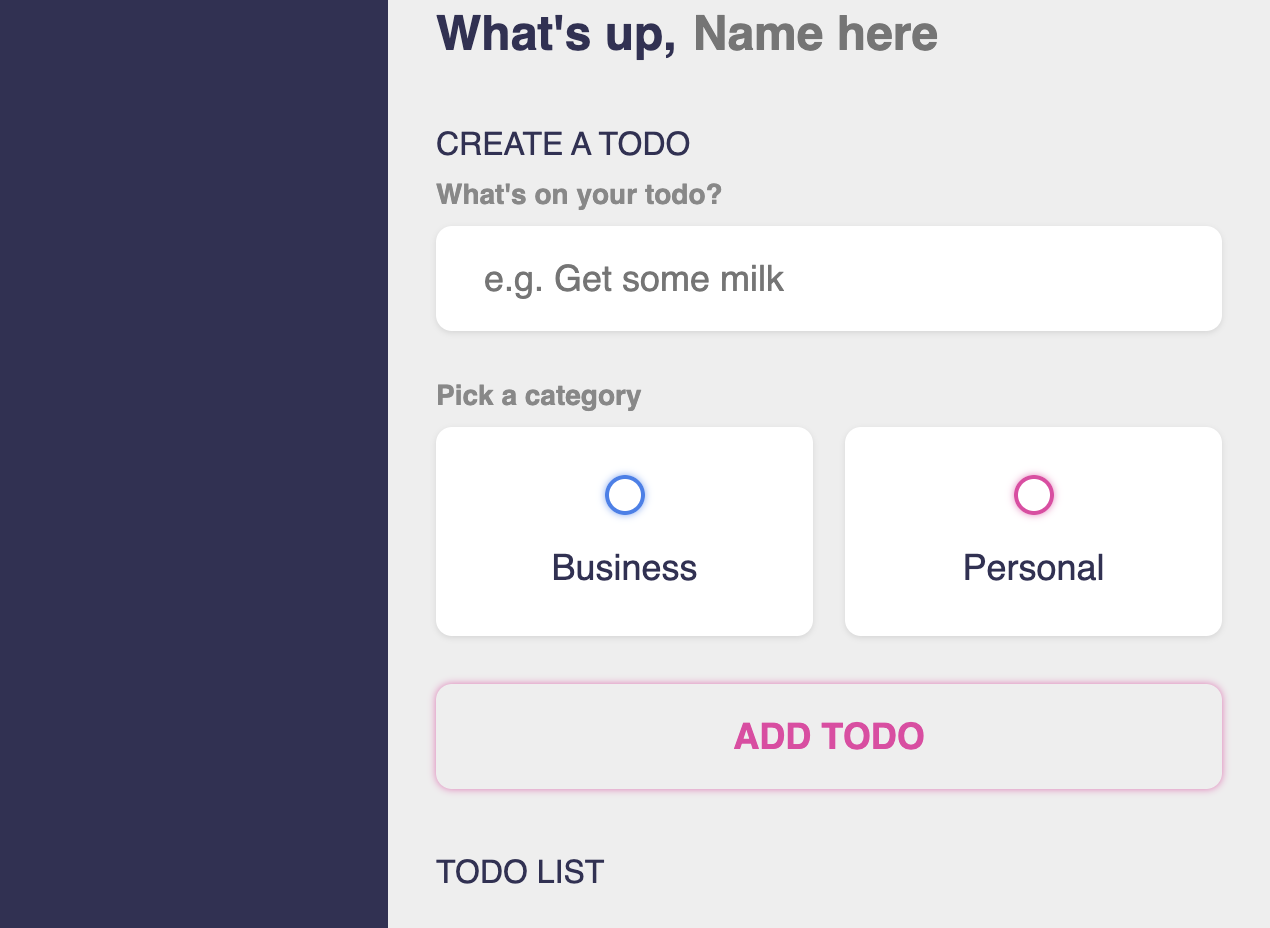 What's up, Name here
CREATE A TODO
What's on your todo?
e.g. Get some milk
Pick a category
Business
Personal
ADD TODO
TODO LIST